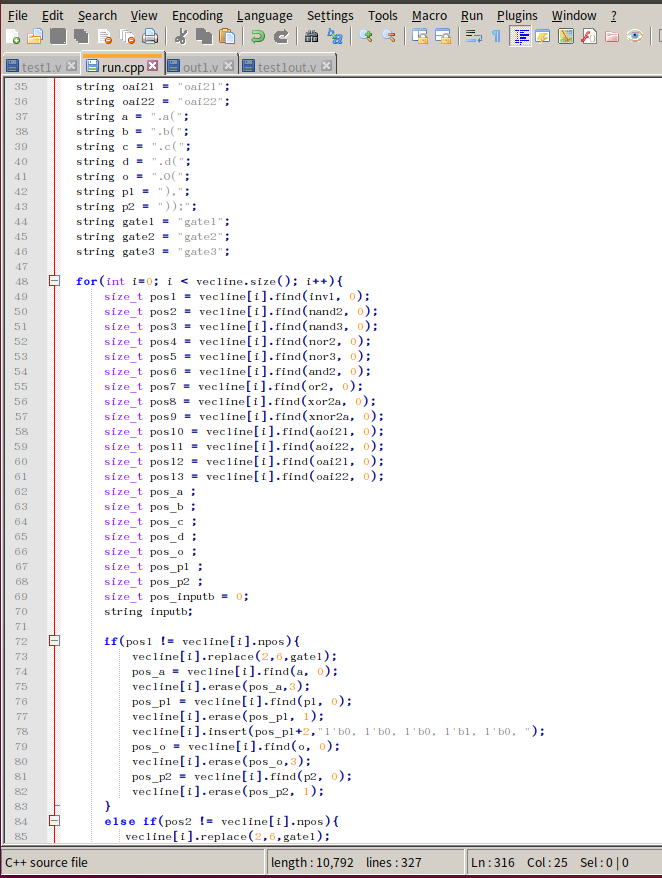 File Edit Search View Encoding Language Settings Tools Macro Run Plugins Window ?
test1.v run.cpp out1.v test1out.v
35 string oai21 = "oai21";
36 string oai22 = "oai22";
37 string a = ".a(";
38 string b = ".b(";
39 string c = ".c(";
40 string d = ".d(";
41 string o = ".O(";
42 string p1 = "),";
43 string p2 = "));";
44 string gate1 = "gate1";
45 string gate2 = "gate2";
46 string gate3 = "gate3";
47
48 for(int i=0; i < vecline.size(); i++){
49 size_t pos1 = vecline[i].find(inv1, 0);
50 size_t pos2 = vecline[i].find(nand2, 0);
51 size_t pos3 = vecline[i].find(nand3, 0);
52 size_t pos4 = vecline[i].find(nor2, 0);
53 size_t pos5 = vecline[i].find(nor3, 0);
54 size_t pos6 = vecline[i].find(and2, 0);
55 size_t pos7 = vecline[i].find(or2, 0);
56 size_t pos8 = vecline[i].find(xor2a, 0);
57 size_t pos9 = vecline[i].find(xnor2a, 0);
58 size_t pos10 = vecline[i].find(aoi21, 0);
59 size_t pos11 = vecline[i].find(aoi22, 0);
60 size_t pos12 = vecline[i].find(oai21, 0);
61 size_t pos13 = vecline[i].find(oai22, 0);
62 size_t pos_a ;
63 size_t pos_b ;
64 size_t pos_c ;
65 size_t pos_d ;
66 size_t pos_o ;
67 size_t pos_p1 ;
68 size_t pos_p2 ;
69 size_t pos_inputb = 0;
70 string inputb;
71
72 if(pos1 != vecline[i].npos){
73 vecline[i].replace(2,6,gate1);
74 pos_a = vecline[i].find(a, 0);
75 vecline[i].erase(pos_a,3);
76 pos_p1 = vecline[i].find(p1, 0);
77 vecline[i].erase(pos_p1, 1);
78 vecline[i].insert(pos_p1+2,"1'b0, 1'b0, 1'b0, 1'b1, 1'b0, ");
79 pos_o = vecline[i].find(o, 0);
80 vecline[i].erase(pos_o,3);
81 pos_p2 = vecline[i].find(p2, 0);
82 vecline[i].erase(pos_p2, 1);
83 }
84 else if(pos2 != vecline[i].npos){
85 vecline[i].replace(2,6,gate1);
C++ source file length : 10,792 lines : 327 Ln : 316 Col : 25 Sel : 0 | 0